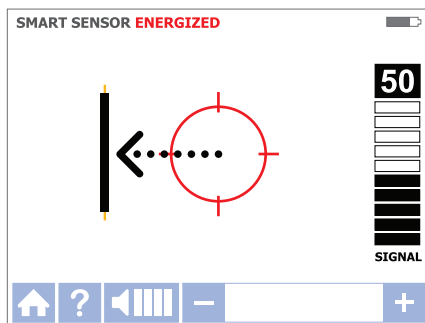 SMART SENSOR ENERGIZED
50
SIGNAL
?
− +